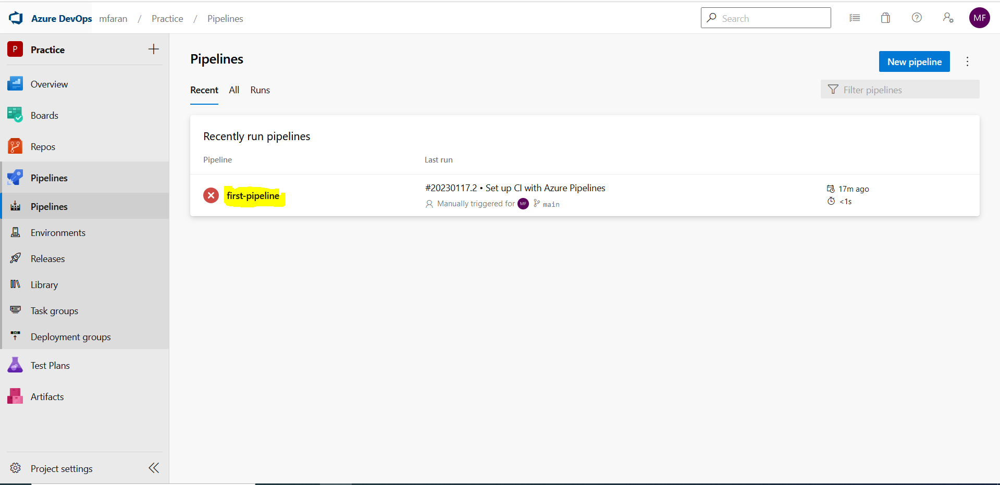 Azure DevOps mfaran / Practice / Pipelines
Search
MF
P Practice
Overview
Boards
Repos
Pipelines
Pipelines
Environments
Releases
Library
Task groups
Deployment groups
Test Plans
Artifacts
Project settings
Pipelines
New pipeline
Recent All Runs
Filter pipelines
Recently run pipelines
Pipeline Last run
first-pipeline
#20230117.2 • Set up CI with Azure Pipelines
Manually triggered for MF main
17m ago
<1s